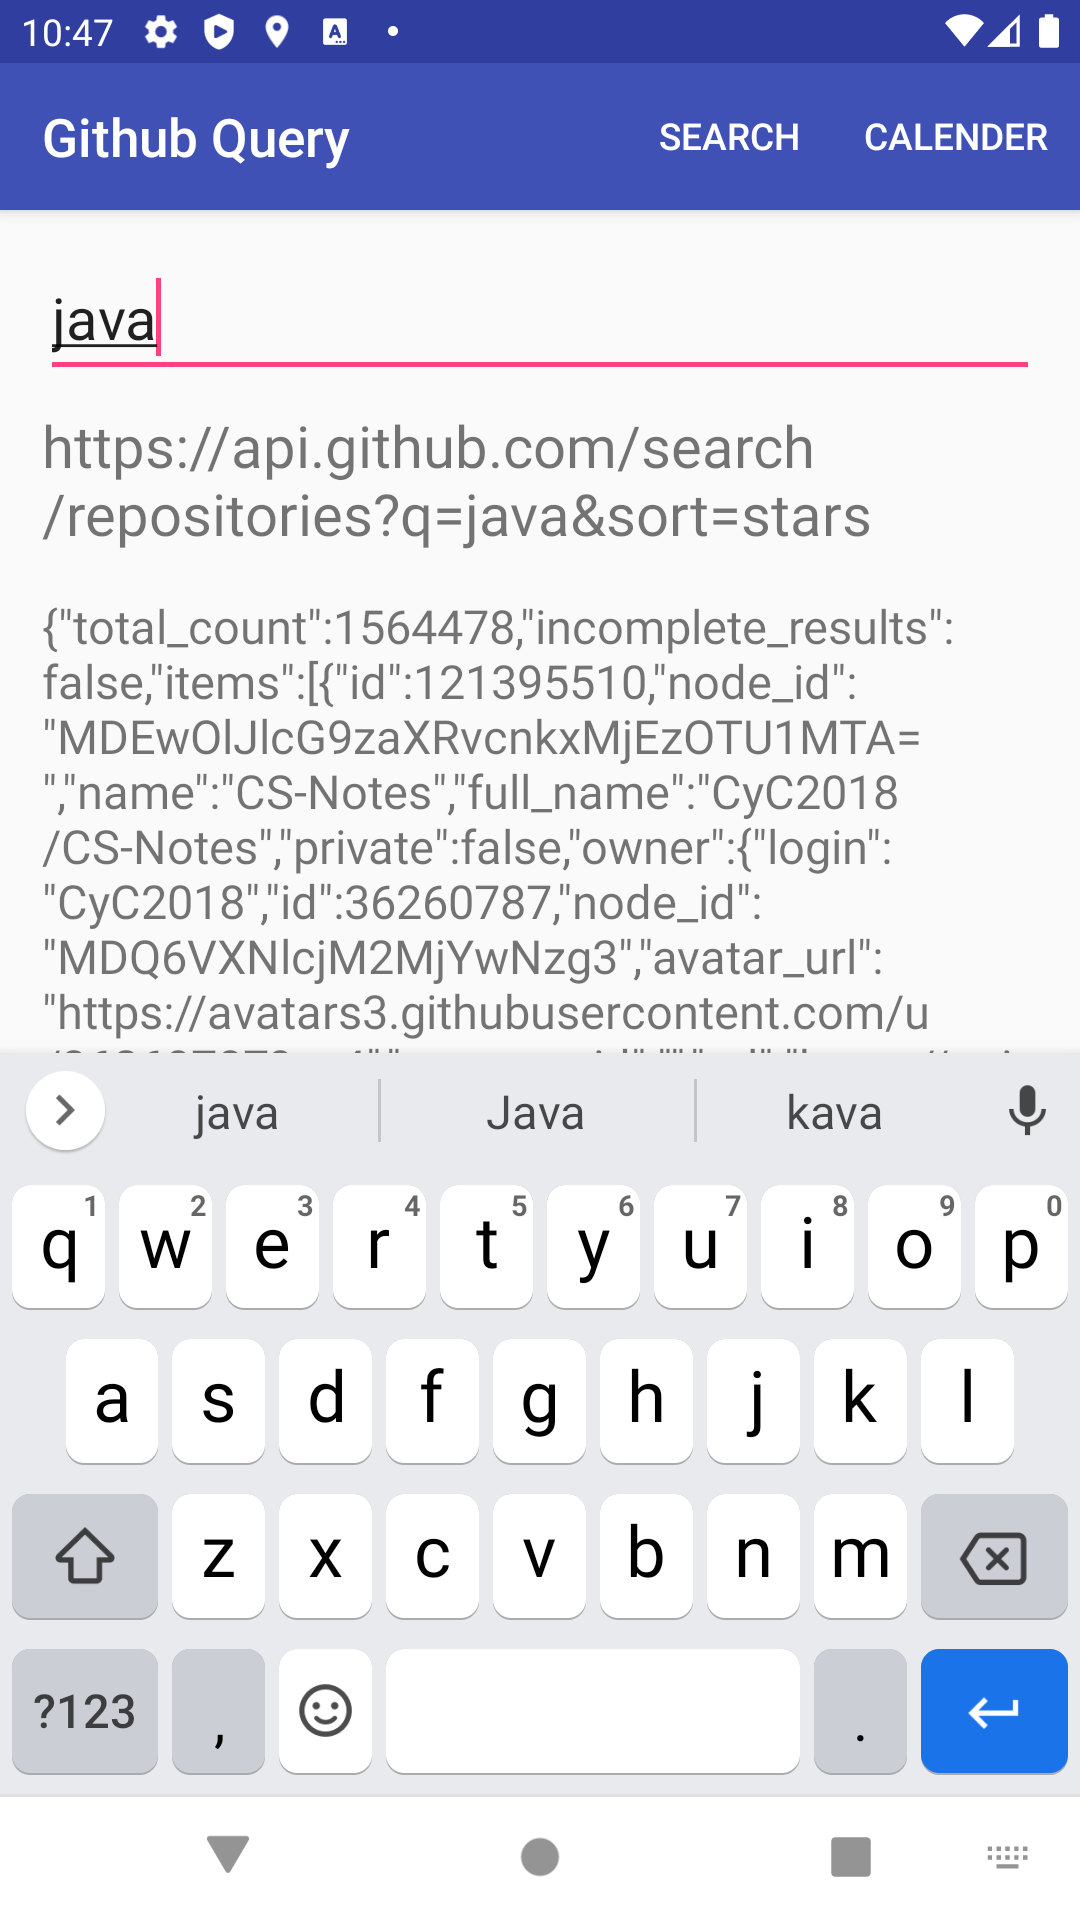 10:47
Github Query SEARCH CALENDER
java
https://api.github.com/search
/repositories?q=java&sort=stars
{"total_count":1564478,"incomplete_results":
false,"items":[{"id":121395510,"node_id":
"MDEwOlJlcG9zaXRvcnkxMjEzOTU1MTA=
","name":"CS-Notes","full_name":"CyC2018
/CS-Notes","private":false,"owner":{"login":
"CyC2018","id":36260787,"node_id":
"MDQ6VXNlcjM2MjYwNzg3","avatar_url":
"https://avatars3.githubusercontent.com/u
java Java kava
q 1 w 2 e 3 r 4 t 5 y 6 u 7 i 8 o 9 p 0
a s d f g h j k l
z x c v b n m
?123 , .